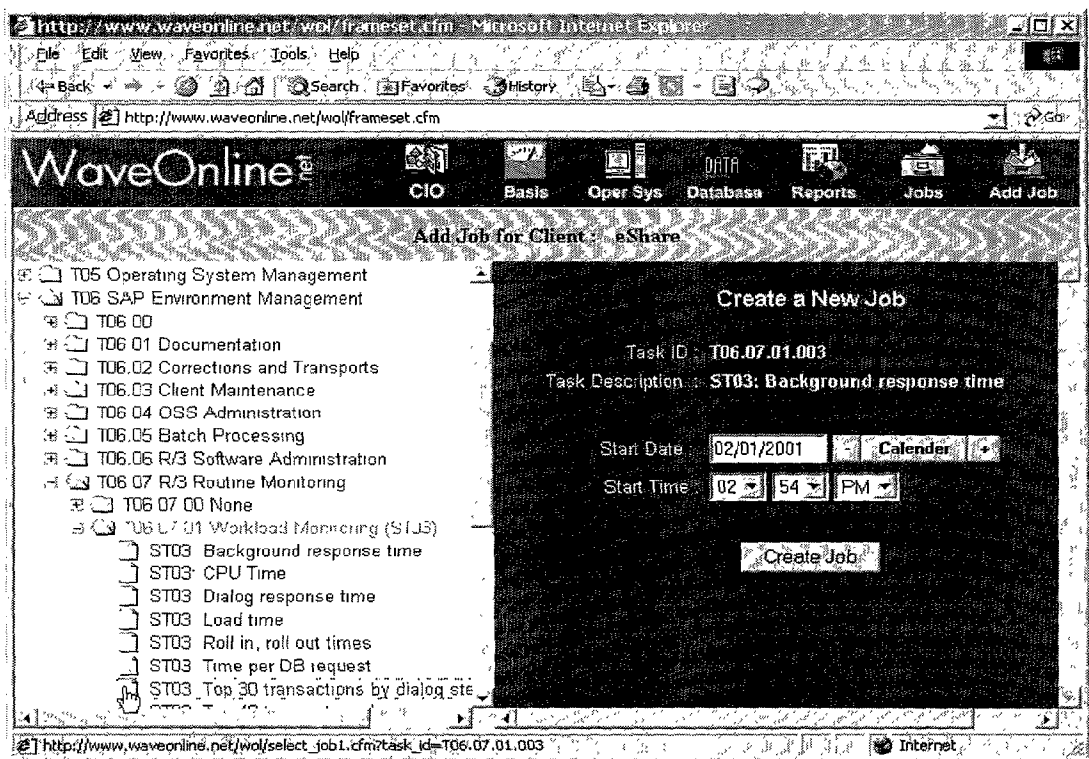 http://www.waveonline.net/wol/frameset.cfm - Microsoft Internet Explorer
File Edit View Favorites Tools Help
Back Search Favorites History
Address http://www.waveonline.net/wol/frameset.cfm Go
WaveOnline.net
CIO Basis Oper Sys DATA Database Reports Jobs Add Job
Add Job for Client : eShare
T05 Operating System Management
T06 SAP Environment Management
T06 00
T06 01 Documentation
T06.02 Corrections and Transports
T06.03 Client Maintenance
T06 04 OSS Administration
T06.05 Batch Processing
T06.06 R/3 Software Administration
T06 07 R/3 Routine Monitoring
T06 07 00 None
T06 07 01 Workload Monitoring (ST03)
ST03 Background response time
ST03 CPU Time
ST03 Dialog response time
ST03 Load time
ST03 Roll in, roll out times
ST03 Time per DB request
ST03 Top 30 transactions by dialog ste
Create a New Job
Task ID : T06.07.01.003
Task Description : ST03: Background response time
Start Date 02/01/2001 - Calender +
Start Time 02 54 PM
Create Job
http://www.waveonline.net/wol/select_job1.cfm?task_id=T06.07.01.003 Internet